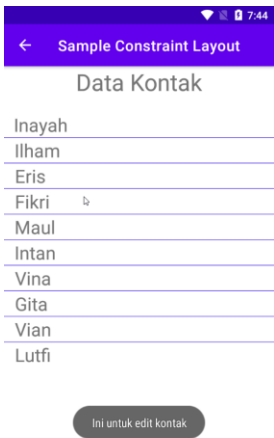 7:44
Sample Constraint Layout
Data Kontak
Inayah
Ilham
Eris
Fikri
Maul
Intan
Vina
Gita
Vian
Lutfi
Ini untuk edit kontak